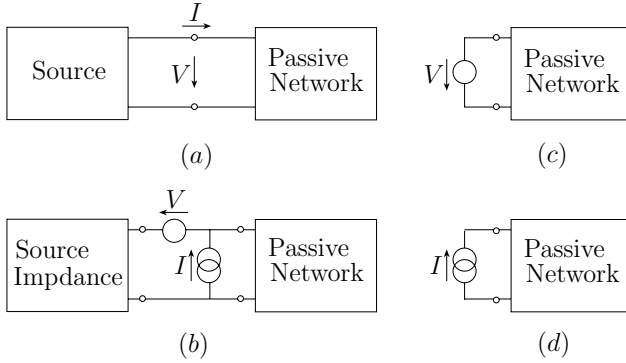 I
Source
V
Passive
Network
(a)
V
Passive
Network
(c)
V
Source
Impdance
I
Passive
Network
(b)
I
Passive
Network
(d)